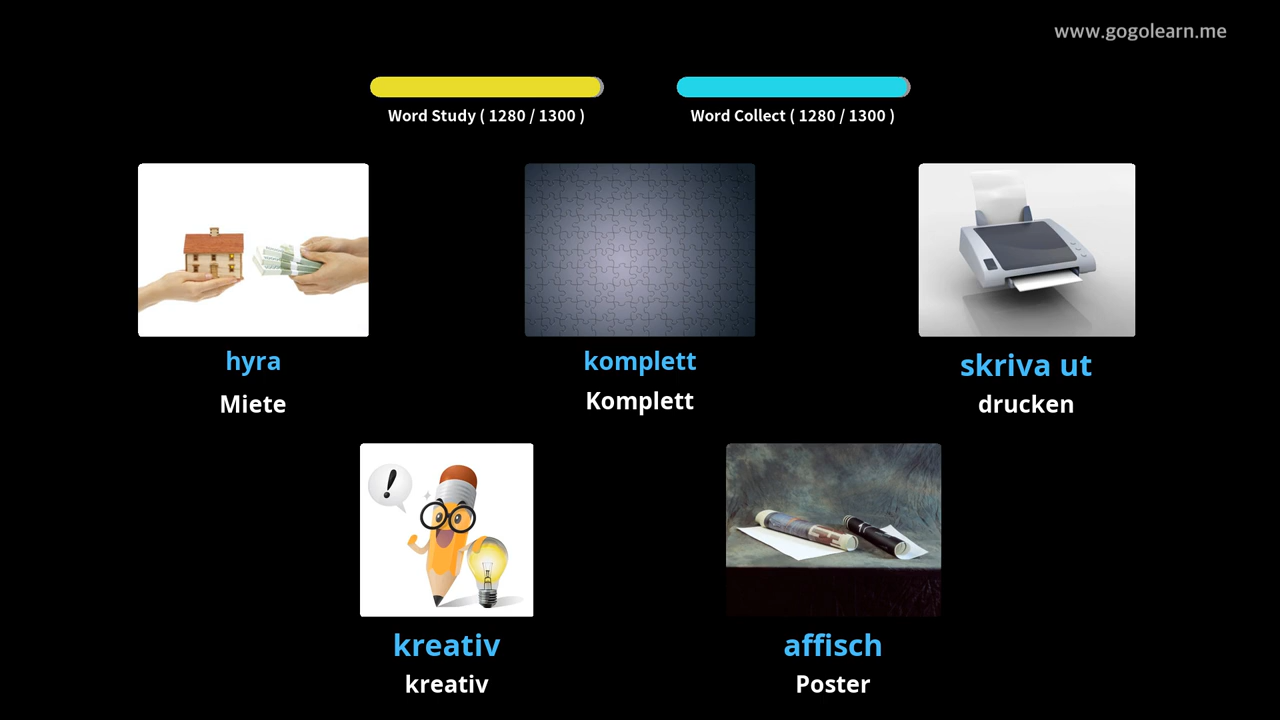 www.gogolearn.me
Word Study ( 1280 / 1300 )
Word Collect ( 1280 / 1300 )
hyra
Miete
komplett
Komplett
skriva ut
drucken
kreativ
kreativ
affisch
Poster